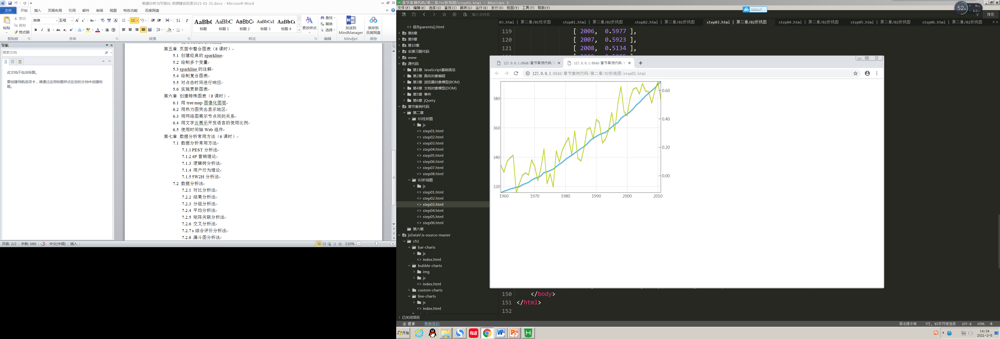 数据分析与可视化-资源建设目录2021-01-31.docx - Microsoft Word
文件 开始 插入 页面布局 引用 邮件 审阅 视图 特色功能 百度网盘
粘贴 剪切 复制 格式刷 剪贴板
宋体 五号 字体
段落
AaBb( 标题 AaBbC 标题 1 AaBbC 标题 2 AaBbCcI 标题 3 AaBbCc 标题 4 更改样式 样式
查找 替换 选择 编辑
发送到 MindManager Mindjet
保存到 百度网盘 保存
导航
搜索文档
此文档不包含标题。
要创建导航选项卡，请通过应用标题样式在您的文档中创建标
题。
第五章 页面中整合图表（8 课时）
5.1 创建经典的 sparkline
5.2 绘制多个变量
5.3 sparkline 的注解
5.4 绘制复合图表
5.5 对点击时间进行响应
5.6 实施更新图表
第六章 创建特殊图表（8 课时）
6.1 用 tree map 图像化图层
6.2 用热力图突出显示地区
6.3 用网络图展示节点间的关系
6.4 用文字云展示开发语言的使用比例
6.5 使用时间轴 Web 组件
第七章 数据分析常用方法（6 课时）
7.1 数据分析常用方法
7.1.1 PEST 分析法
7.1.2 4P 营销理论
7.1.3 逻辑树分析法
7.1.4 用户行为理论
7.1.5 5W2H 分析法
7.2 数据分析法
7.2.1 对比分析法
7.2.2 结果分析法
7.2.3 分组分析法
7.2.4 平均分析法
7.2.5 矩阵关联分析法
7.2.6 交叉分析法
7.2.7 s 综合评价分析法
7.2.8 漏斗图分析法
页面: 2/2 字数: 686 中文(中国) 插入 110%
章节案例代码/第二章/02折线图/step03.html - HBuilder X
文件(F) 编辑(E) 选择(S) 查找(I) 跳转(G) 运行(R) 发行(U) 视图(V) 工具(T) 帮助(Y)
输入文件名
52% 0K/s 0.2K/s 预览
祖先parents().html
第8章
第9章
第10章
实操习题代码
www
源代码
第1章 JavaScript基础语法
第2章 面向对象编程
第3章 浏览器对象模型(BOM)
第4章 文档对象模型(DOM)
第5章 事件
第6章 jQuery
章节案例代码
第二章
01柱状图
js
step01.html
step02.html
step03.html
step04.html
step05.html
step06.html
step07.html
step08.html
02折线图
js
step01.html
step02.html
step03.html
step04.html
step05.html
step06.html
第六章
jsDataV.is-source-master
ch1
bar-charts
js
index.html
bubble-charts
img
js
index.html
custom-charts
line-charts
js
index.html
已关闭项目
03.html | 第二章/01柱状图 step01.html | 第二章/02折线图 step02.html | 第二章/02折线图 step03.html | 第二章/02折线图 step04.html | 第二章/02折线图 step05.html | 第二章/02折线图 step06.html | 第二章/02折线图
119 [ 2006, 0.5977 ],
120 [ 2007, 0.5923 ],
121 [ 2008, 0.5134 ],
127.0.0.1:8848/章节案例代码/ 127.0.0.1:8848/章节案例代码/
127.0.0.1:8848/章节案例代码/第二章/02折线图/step03.html
380
360
340
320
0.60
0.40
0.20
0.00
1960 1970 1980 1990 2000 2010
150 </body>
151 </html>
152
登录 赞助我们
语法提示库 7行, 85字符被选择 UTF-8 HTML
开始 有道
14:24
2021-2-5